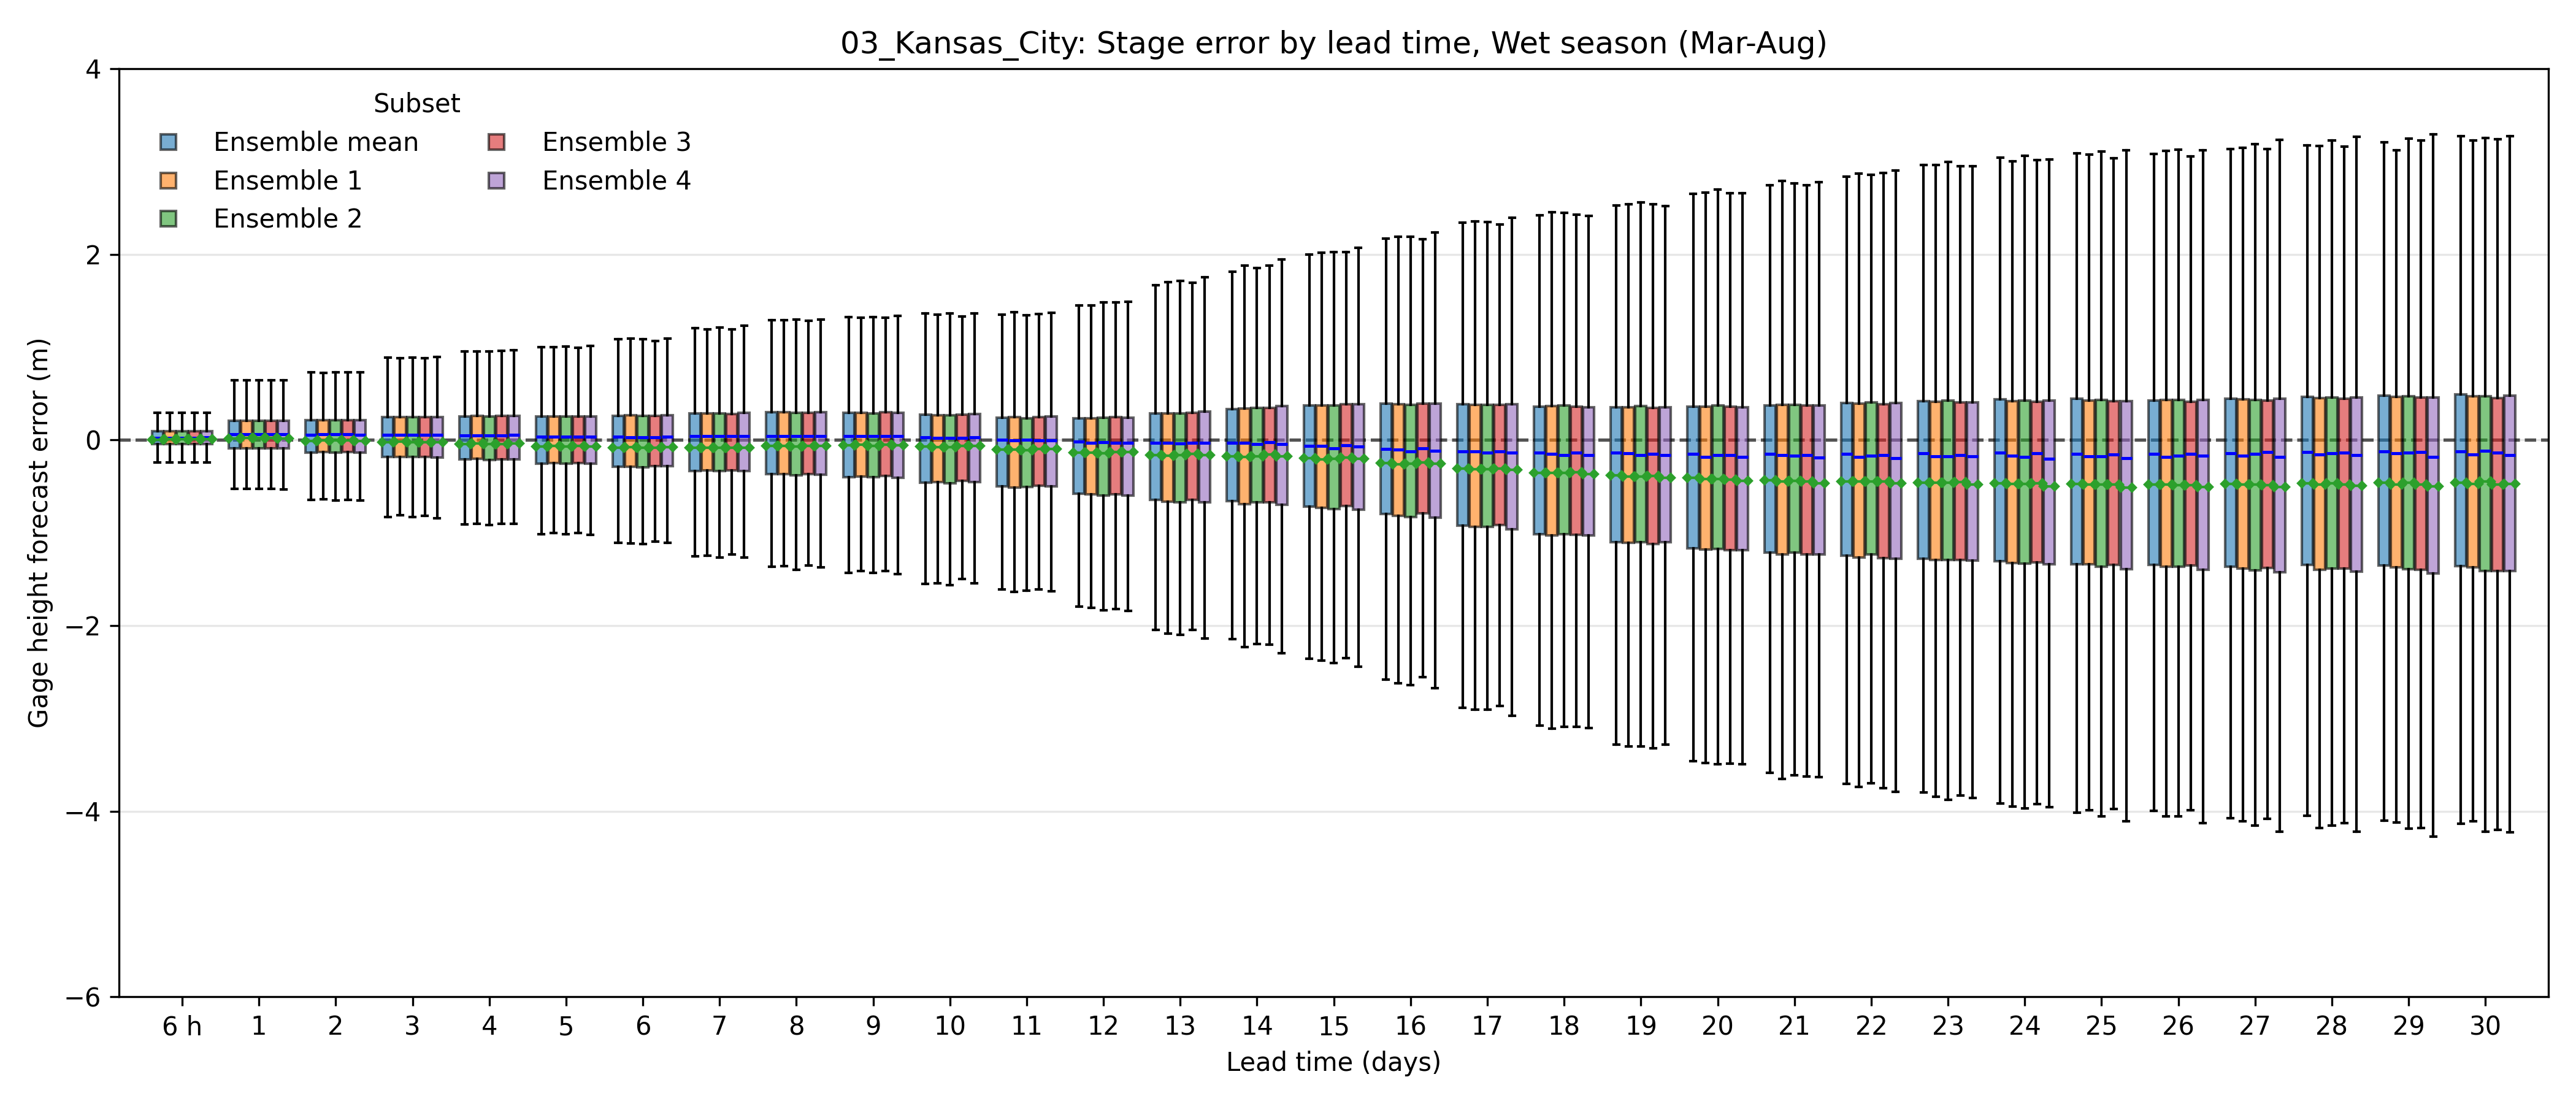 03_Kansas_City: Stage error by lead time, Wet season (Mar-Aug)
Subset
Ensemble mean
Ensemble 1
Ensemble 2
Ensemble 3
Ensemble 4
Gage height forecast error (m)
4
2
0
−2
−4
−6
6 h 1 2 3 4 5 6 7 8 9 10 11 12 13 14 15 16 17 18 19 20 21 22 23 24 25 26 27 28 29 30
Lead time (days)